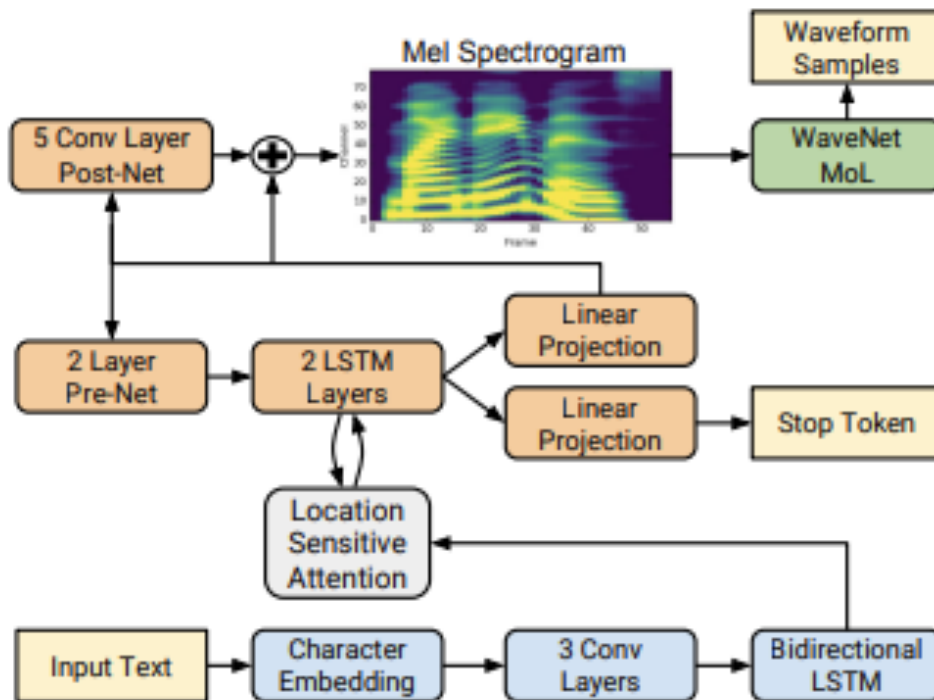 Waveform
Samples
Mel Spectrogram
5 Conv Layer
Post-Net
WaveNet
MoL
Channel
70
60
50
40
30
20
10
0
0 10 20 30 40 50
Frame
2 Layer
Pre-Net
2 LSTM
Layers
Linear
Projection
Linear
Projection
Stop Token
Location
Sensitive
Attention
Input Text
Character
Embedding
3 Conv
Layers
Bidirectional
LSTM